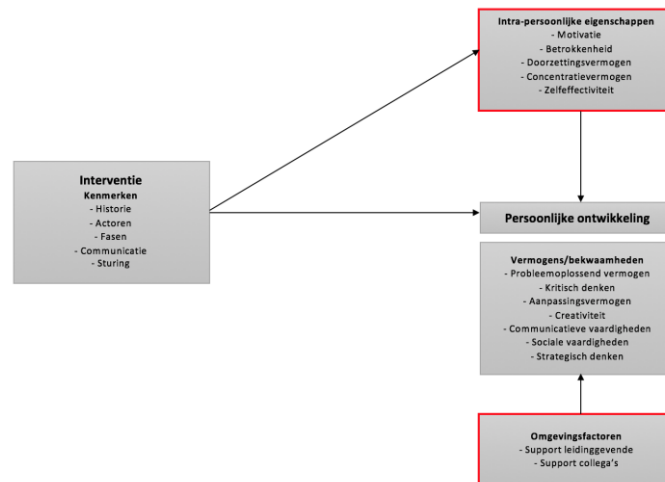 Intra-persoonlijke eigenschappen
- Motivatie
- Betrokkenheid
- Doorzettingsvermogen
- Concentratievermogen
- Zelfeffectiviteit
Interventie
Kenmerken
- Historie
- Actoren
- Fasen
- Communicatie
- Sturing
Persoonlijke ontwikkeling
Vermogens/bekwaamheden
- Probleemoplossend vermogen
- Kritisch denken
- Aanpassingsvermogen
- Creativiteit
- Communicatieve vaardigheden
- Sociale vaardigheden
- Strategisch denken
Omgevingsfactoren
- Support leidinggevende
- Support collega's